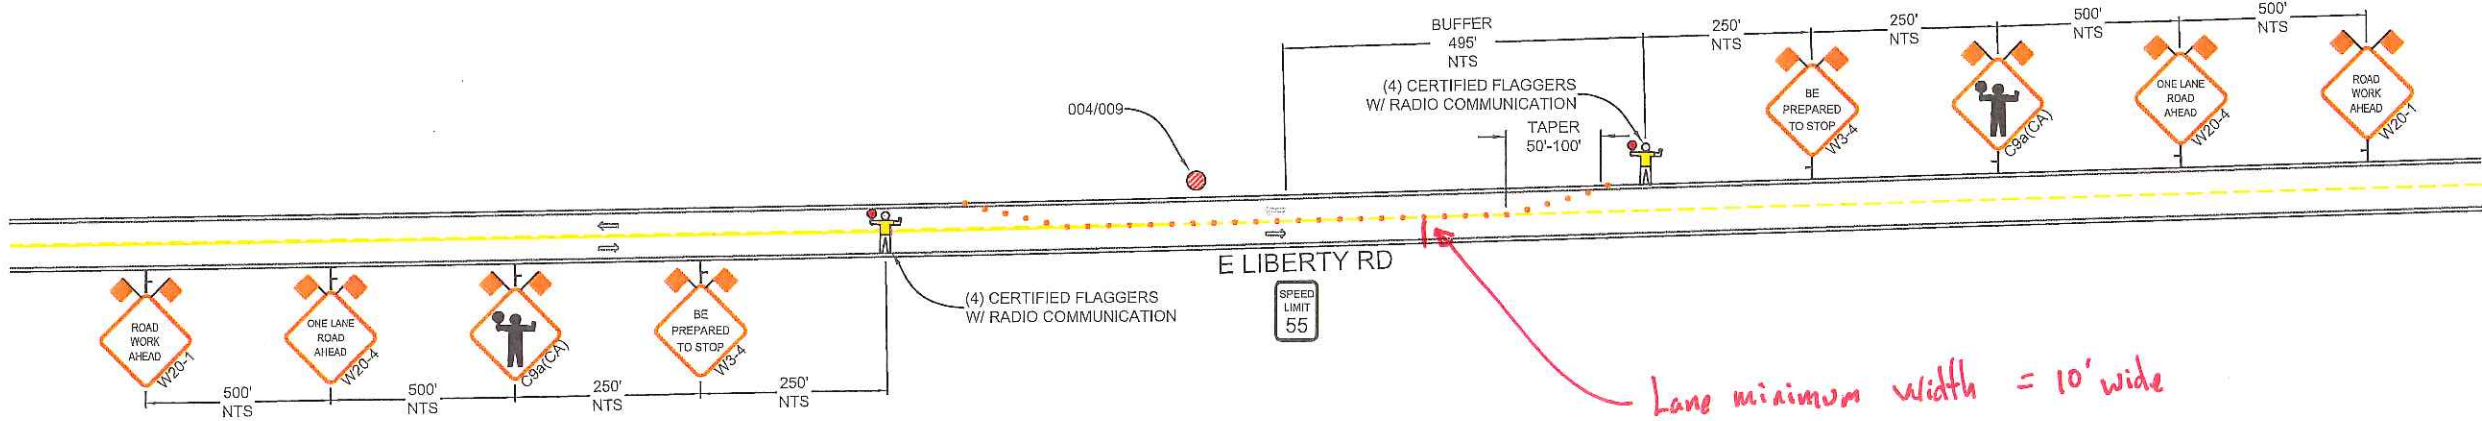 BUFFER
495'
NTS
250'
NTS
250'
NTS
500'
NTS
500'
NTS
(4) CERTIFIED FLAGGERS
W/ RADIO COMMUNICATION
TAPER
50'-100'
004/009
BE
PREPARED
TO STOP
W3-4
C9a(CA)
ONE LANE
ROAD
AHEAD
W20-4
ROAD
WORK
AHEAD
W20-1
E LIBERTY RD
SPEED
LIMIT
55
(4) CERTIFIED FLAGGERS
W/ RADIO COMMUNICATION
ROAD
WORK
AHEAD
W20-1
ONE LANE
ROAD
AHEAD
W20-4
C9a(CA)
BE
PREPARED
TO STOP
W3-4
500'
NTS
500'
NTS
250'
NTS
250'
NTS
Lane minimum width = 10' wide